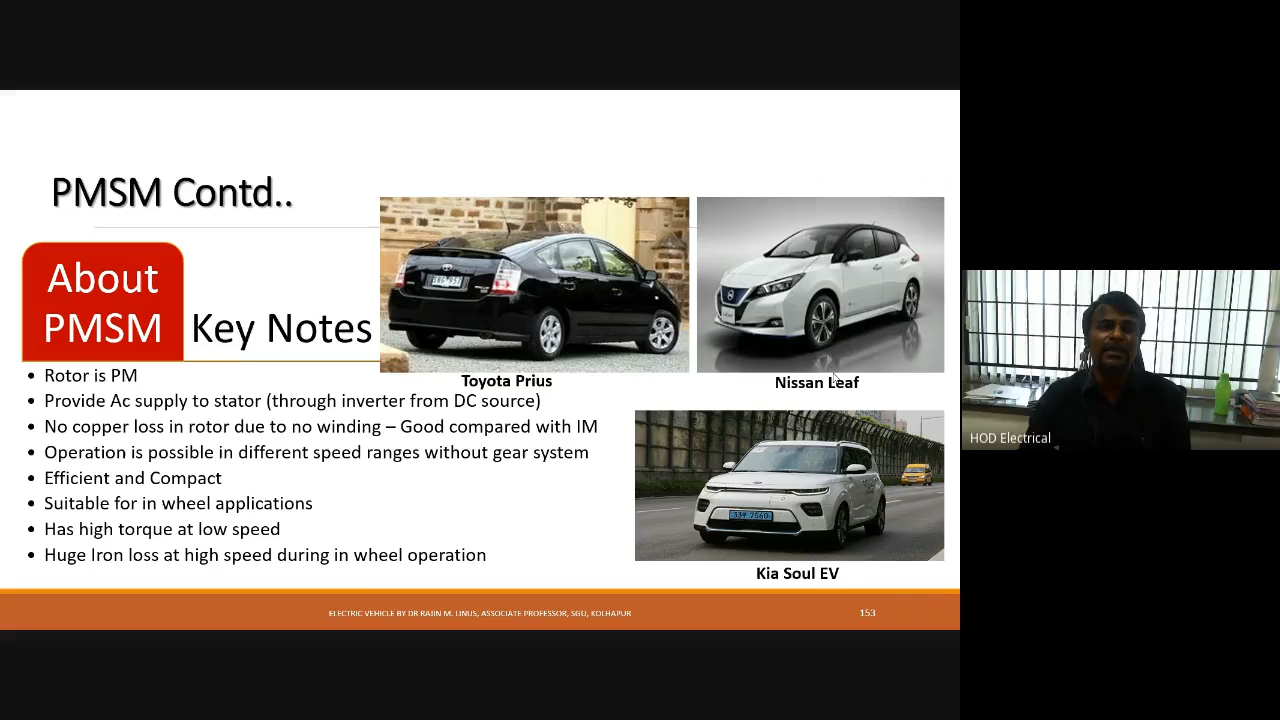 PMSM Contd..
About
PMSM
Key Notes
Toyota Prius
Nissan Leaf
• Rotor is PM
• Provide Ac supply to stator (through inverter from DC source)
• No copper loss in rotor due to no winding – Good compared with IM
• Operation is possible in different speed ranges without gear system
• Efficient and Compact
• Suitable for in wheel applications
• Has high torque at low speed
• Huge Iron loss at high speed during in wheel operation
Kia Soul EV
ELECTRIC VEHICLE BY DR RAJIN M. LINUS, ASSOCIATE PROFESSOR, SGU, KOLHAPUR
153
HOD Electrical